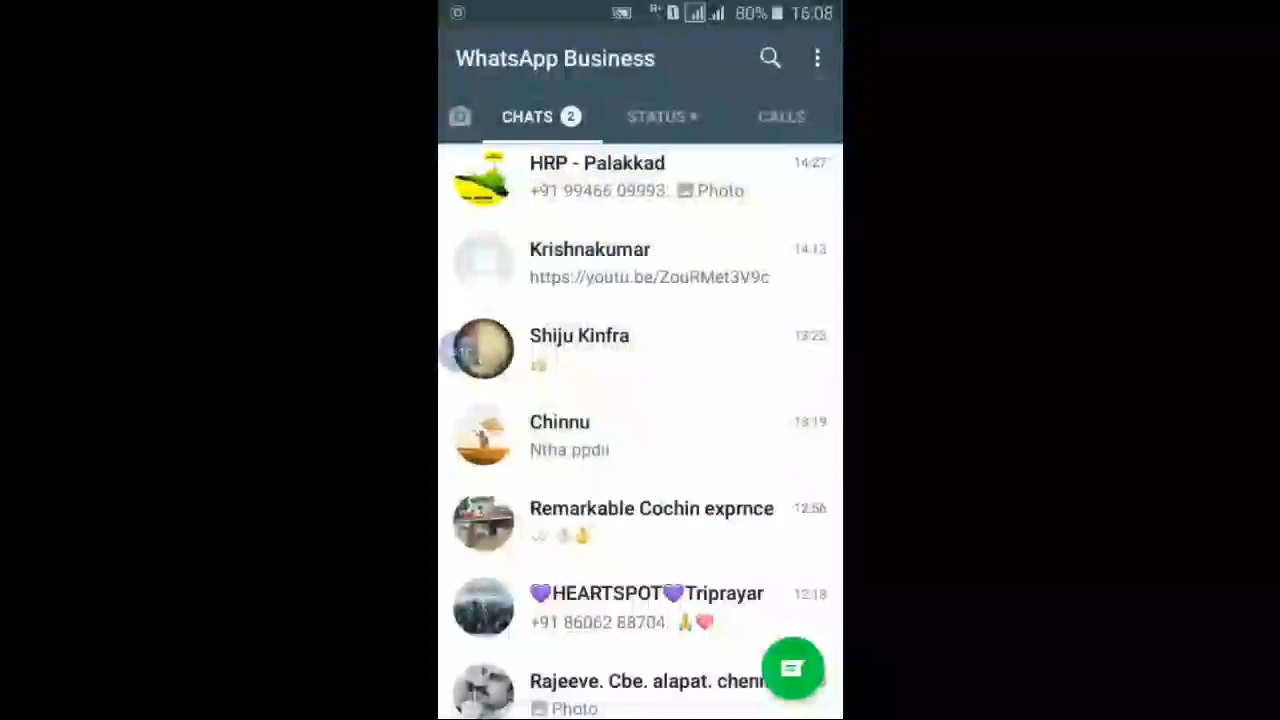 80% 16:08
WhatsApp Business
CHATS 2 STATUS CALLS
HRP - Palakkad 14:27
+91 99466 09993: Photo
Krishnakumar 14:13
https://youtu.be/ZouRMet3V9c
Shiju Kinfra 13:25
Chinnu 13:19
Ntha ppdii
Remarkable Cochin exprnce 12:56
💜HEARTSPOT💜Triprayar 12:18
+91 86062 88704: 🙏❤️
Rajeeve. Cbe. alapat. chenn
Photo